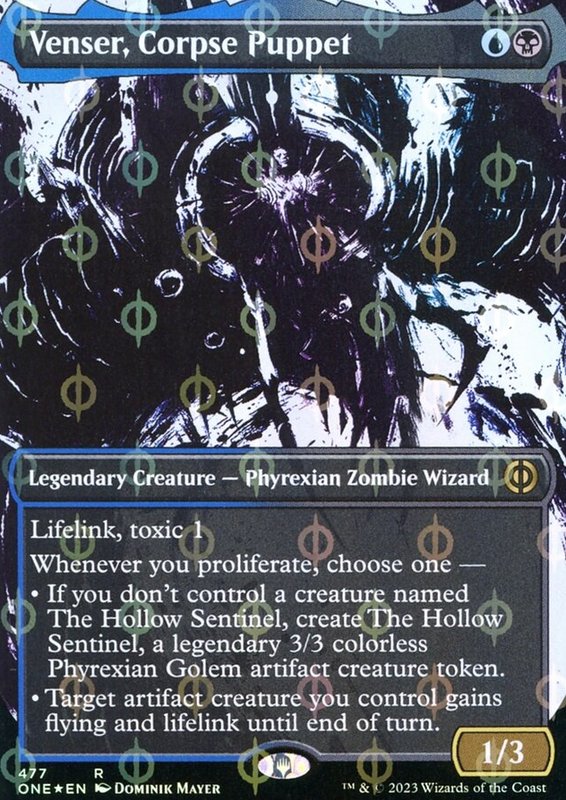 Venser, Corpse Puppet
Legendary Creature — Phyrexian Zombie Wizard
Lifelink, toxic 1
Whenever you proliferate, choose one —
• If you don't control a creature named
The Hollow Sentinel, create The Hollow
Sentinel, a legendary 3/3 colorless
Phyrexian Golem artifact creature token.
• Target artifact creature you control gains
flying and lifelink until end of turn.
1/3
477 R
ONE★EN DOMINIK MAYER
™ & © 2023 Wizards of the Coast